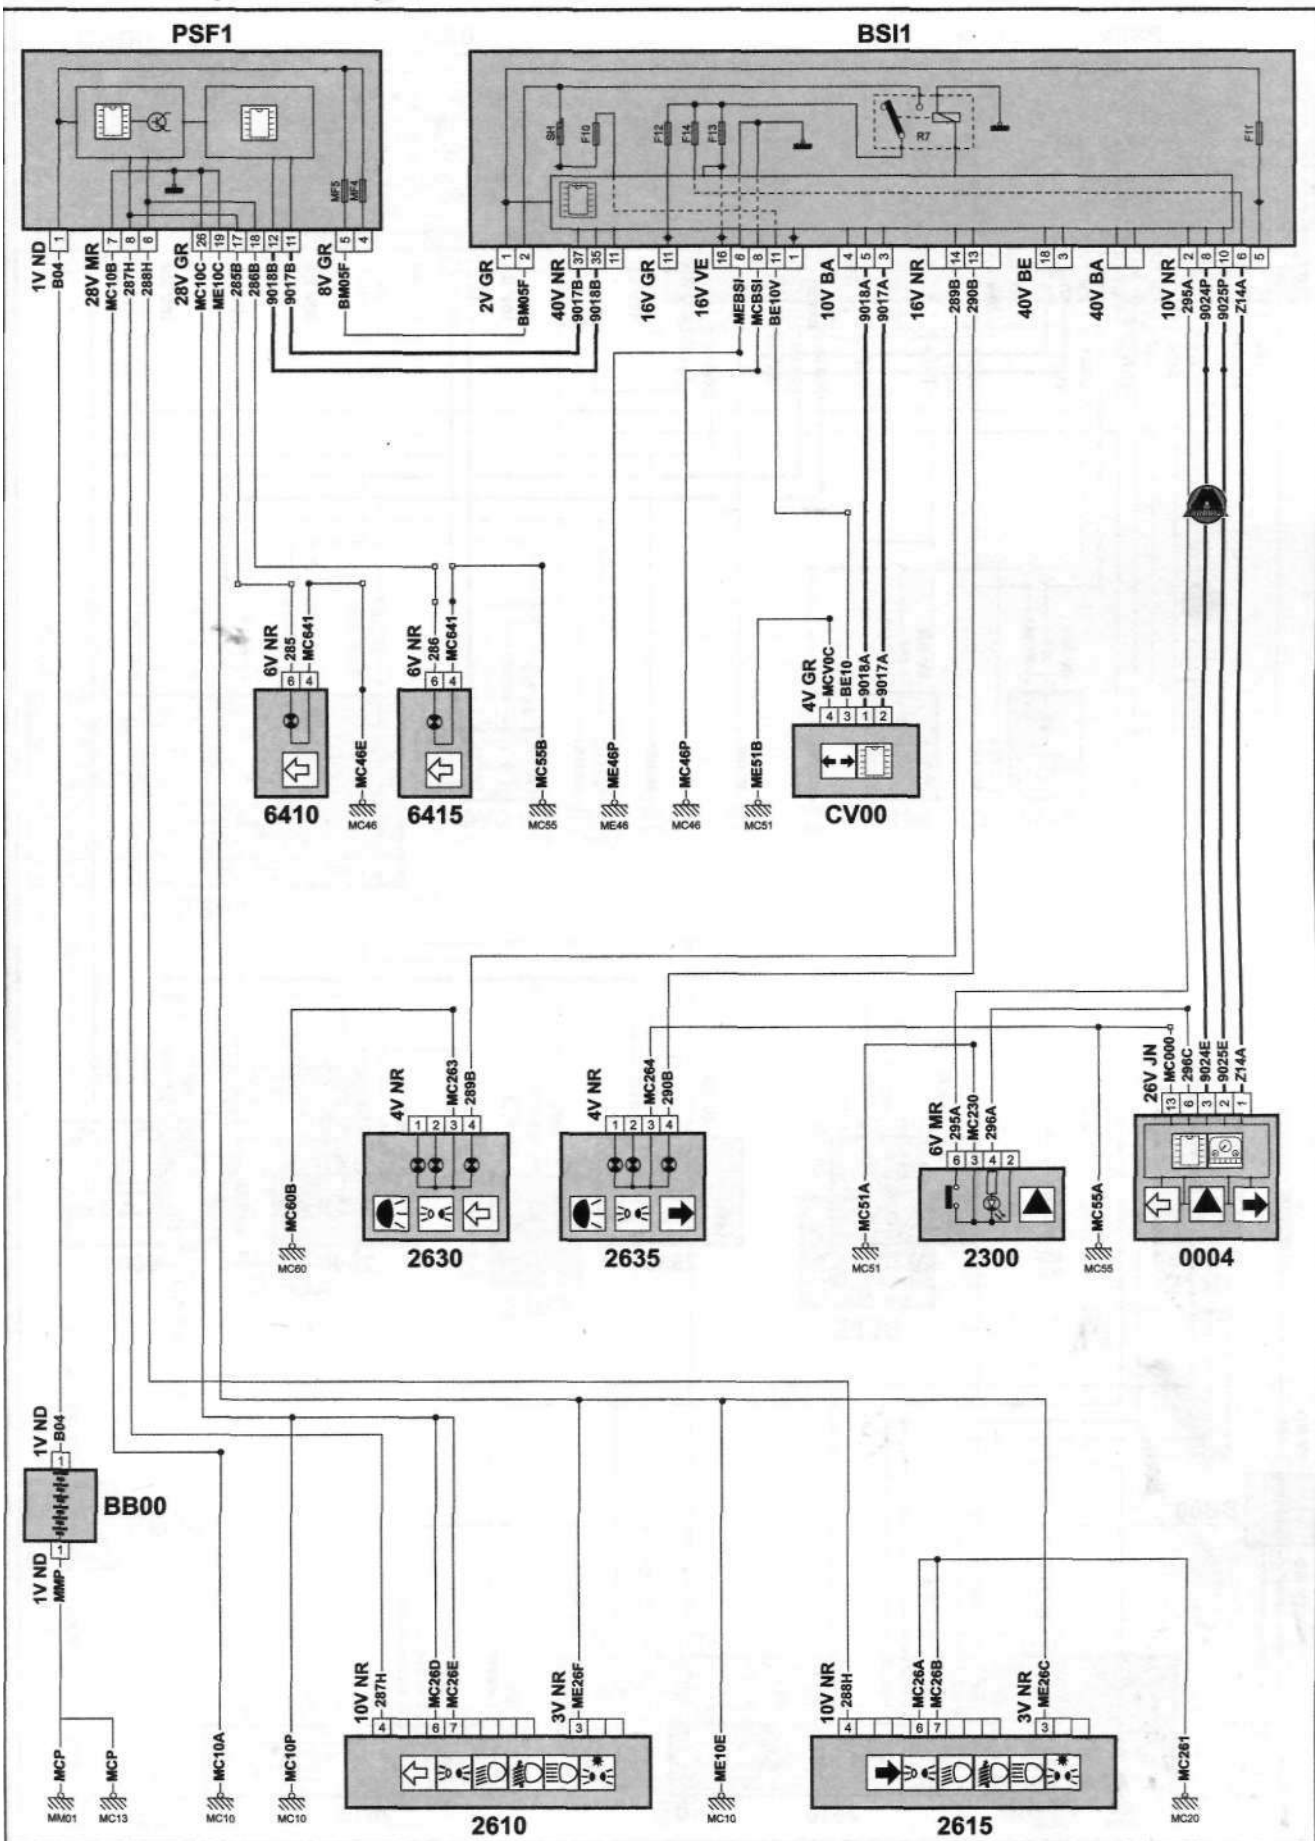 PSF1
BSI1
SH
F10
F12
F14
F13
R7
F11
MF5
MF4
1 7 8 6 26 19 17 18 12 11 5 4
1 2 37 35 11 11 16 6 8 11 1 4 5 3 14 13 18 3 2 8 10 6 5
1V ND
B04
28V MR
MC10B
287H
288H
28V GR
MC10C
ME10C
285B
286B
9018B
9017B
8V GR
BM05F
2V GR
BM05F
40V NR
9017B
9018B
16V GR
16V VE
MEBSI
MCBSI
BE10V
10V BA
9018A
9017A
16V NR
289B
290B
40V BE
40V BA
10V NR
295A
9024P
9025P
Z14A
6V NR
285
MC641
6 4
6410
MC46E
MC46
6V NR
286
MC641
6 4
6415
MC55B
MC55
ME46P
ME46
MC46P
MC46
ME51B
MC51
4V GR
MCV0C
BE10
9018A
9017A
4 3 1 2
CV00
MC60B
MC60
4V NR
MC263
289B
1 2 3 4
2630
4V NR
MC264
290B
1 2 3 4
2635
MC51A
MC51
6V MR
295A
MC230
296A
6 3 4 2
2300
MC55A
MC55
26V JN
MC000
296C
9024E
9025E
Z14A
13 6 3 2 1
0004
1V ND
B04
1
BB00
1
1V ND
MMP
MCP
MM01
MCP
MC13
MC10A
MC10
MC10P
MC10
10V NR
287H
MC26D
MC26E
3V NR
ME26F
4 6 7 3
2610
ME10E
MC10
10V NR
288H
MC26A
MC26B
3V NR
ME26C
4 6 7 3
2615
MC261
MC20